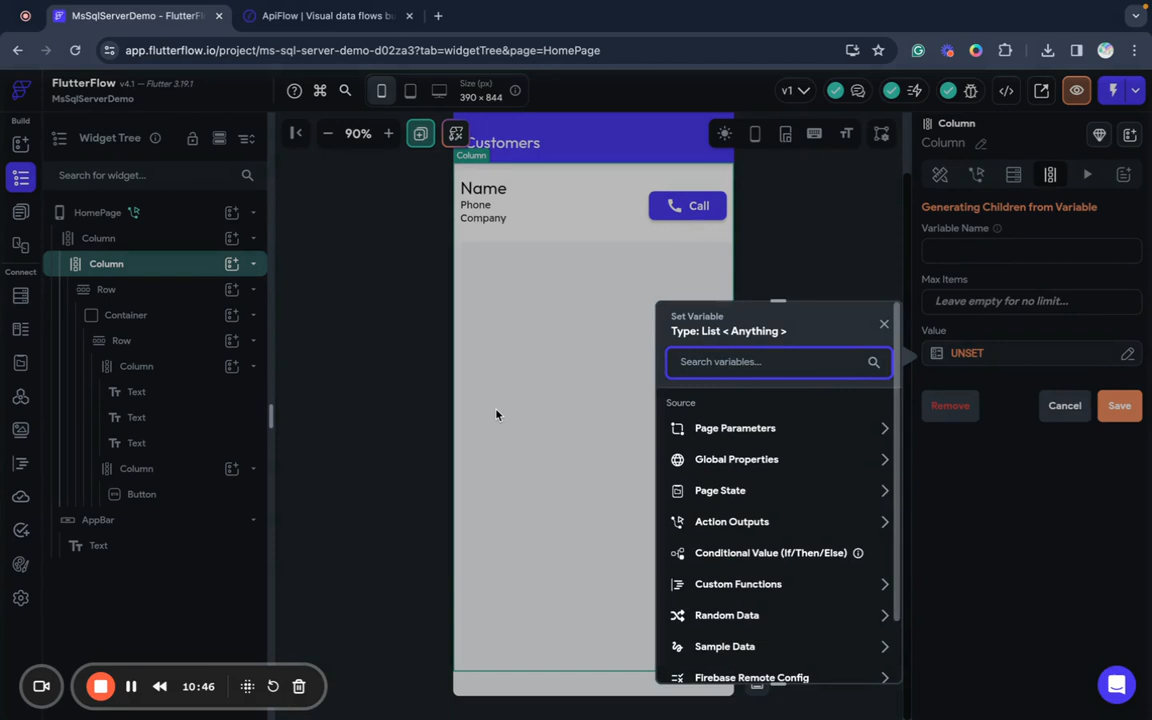 MsSqlServerDemo - FlutterFl
ApiFlow | Visual data flows bu
app.flutterflow.io/project/ms-sql-server-demo-d02za3?tab=widgetTree&page=HomePage
FlutterFlow v4.1 – Flutter 3.19.1
MsSqlServerDemo
Size (px)
390 × 844
v1
Build
Widget Tree
90%
Search for widget...
HomePage
Column
Column
Row
Container
Row
Column
Text
Text
Text
Column
Button
AppBar
Text
Connect
Customers
Column
Name
Phone
Company
Call
Set Variable
Type: List < Anything >
Search variables...
Source
Page Parameters
Global Properties
Page State
Action Outputs
Conditional Value (If/Then/Else)
Custom Functions
Random Data
Sample Data
Firebase Remote Config
Column
Column
Generating Children from Variable
Variable Name
Max Items
Leave empty for no limit...
Value
UNSET
Remove
Cancel
Save
10:46